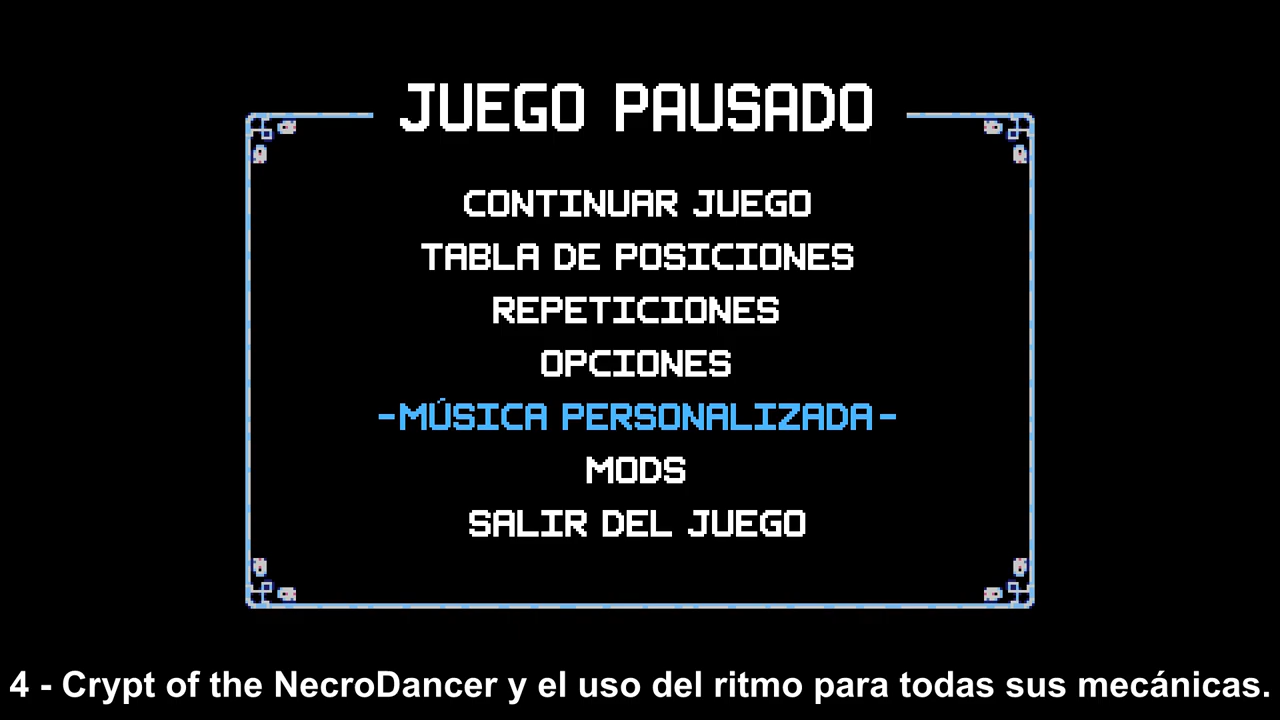 JUEGO PAUSADO
CONTINUAR JUEGO
TABLA DE POSICIONES
REPETICIONES
OPCIONES
-MÚSICA PERSONALIZADA-
MODS
SALIR DEL JUEGO
4 - Crypt of the NecroDancer y el uso del ritmo para todas sus mecánicas.